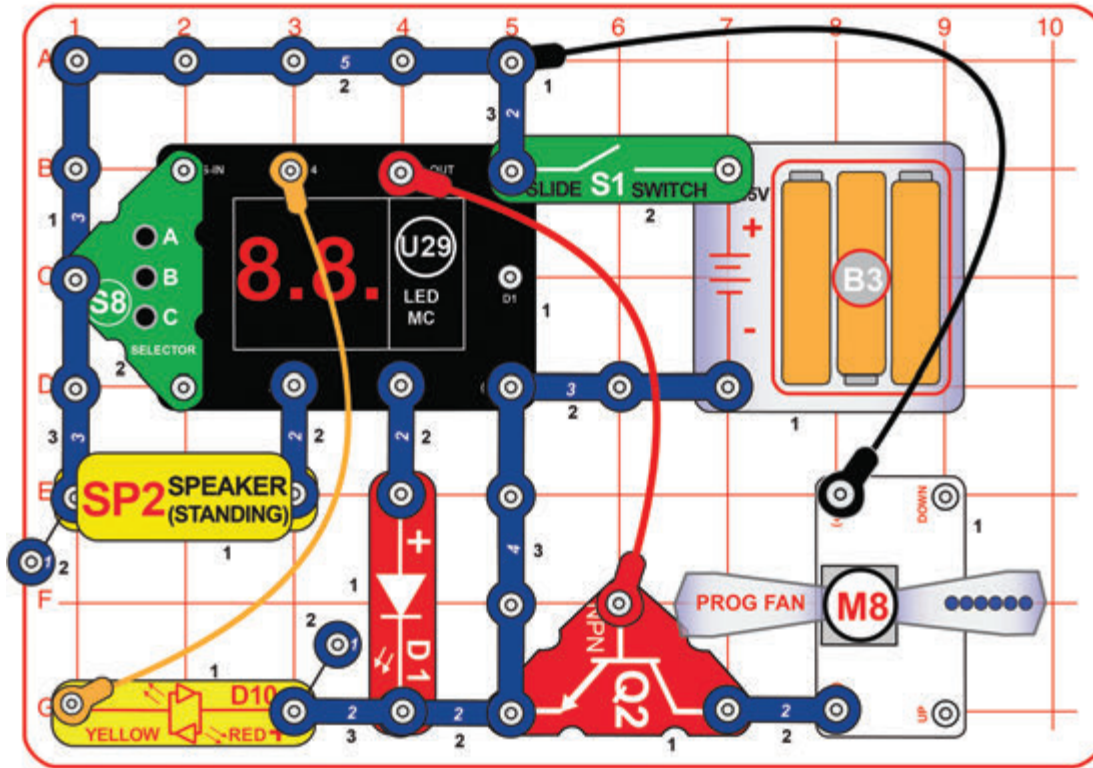 1 2 3 4 5 6 7 8 9 10
A
5
2
1
3
2
B
4
OUT
SLIDE S1 SWITCH
2
5V
+
-
B3
1
1
3
A
B
C
S8
SELECTOR
2
C
8.8.
U29
LED
MC
D1
1
D
3
2
1
3
3
2
2
2
2
E
SP2 SPEAKER
(STANDING)
1
1
2
+
D1
1
4
3
DOWN
1
F
2
1
NPN
Q2
1
PROG FAN
M8
UP
G
1
D10
YELLOW
RED +
2
3
2
2
2
2